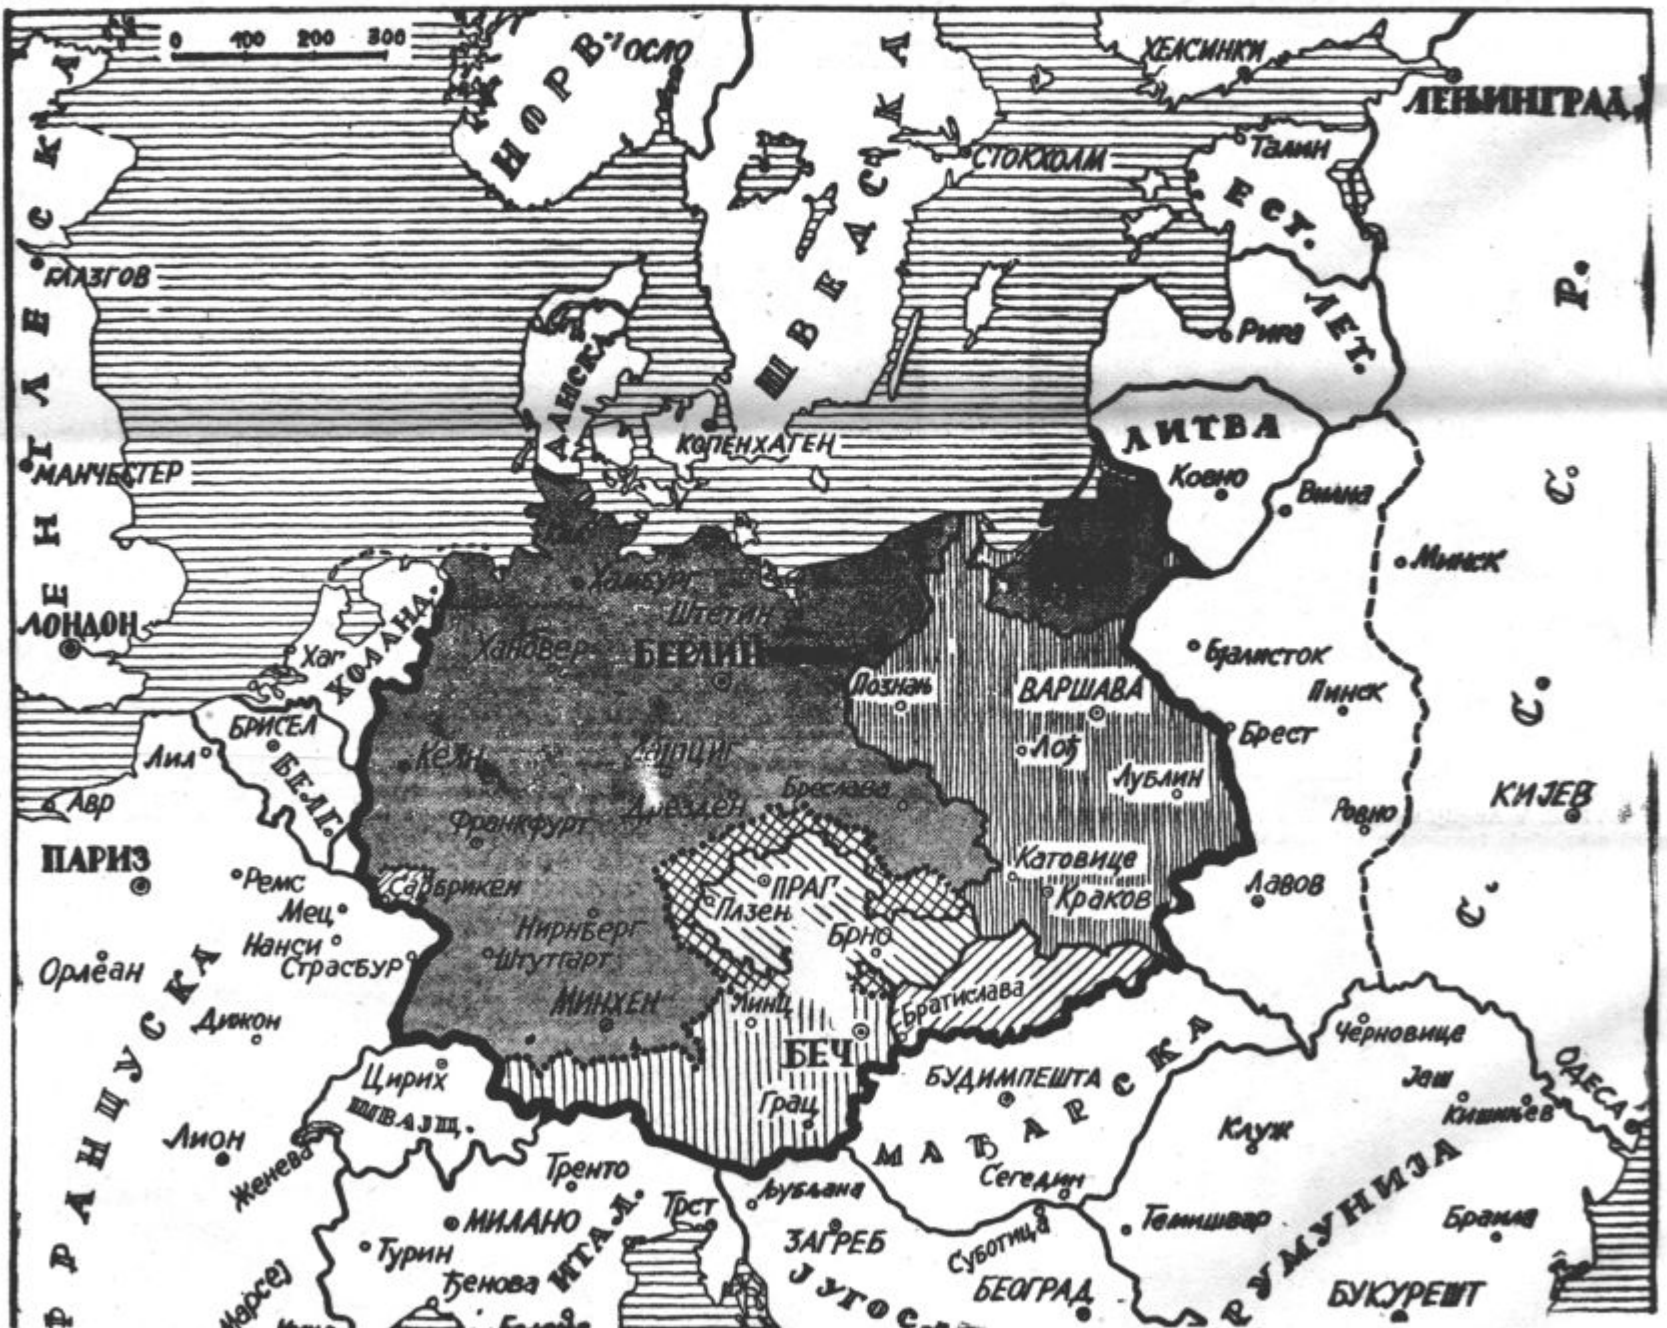 0 100 200 300
НОРВ.
ОСЛО
ХЕЛСИНКИ
ЛЕЊИНГРАД
СТОКХОЛМ
Талин
ЕСТ.
ШВЕДСКА
ЕНГЛЕСКА
ГЛАЗГОВ
Р.
ЛЕТ.
Рига
ДАНСКА
КОПЕНХАГЕН
ЛИТВА
Ковно
Вилна
МАНЧЕСТЕР
С.
Минск
ЛОНДОН
Хамбург
Штетин
Хановер
БЕРЛИН
Хаг
ХОЛАНД.
Познањ
ВАРШАВА
Бјалисток
Пинск
С.
БРИСЕЛ
БЕЛГ.
Лил
Келн
Лајпциг
Лођ
Брест
Лублин
Авр
Бреслава
Дрезден
Франкфурт
Ровно
КИЈЕВ
ПАРИЗ
Ремс
Сарбрикен
ПРАГ
Плзен
Катовице
Краков
Лавов
С.
Мец
Нанси
Страсбур
Нирнберг
Штутгарт
Брно
Орлеан
МИНХЕН
Линц
Братислава
Дижон
БЕЧ
Черновице
ОДЕСА
Цирих
ШВАЈЦ.
Грац
БУДИМПЕШТА
МАЂАРСКА
Јаш
Кишињев
Клуж
ФРАНЦУСКА
Лион
Женева
Тренто
Трст
Љубљана
Сегедин
МИЛАНО
ИТАЛ.
ЗАГРЕБ
Суботица
Темишвар
РУМУНИЈА
Браила
Турин
Ђенова
ЈУГОС
БЕОГРАД
БУКУРЕШТ
Марсеј